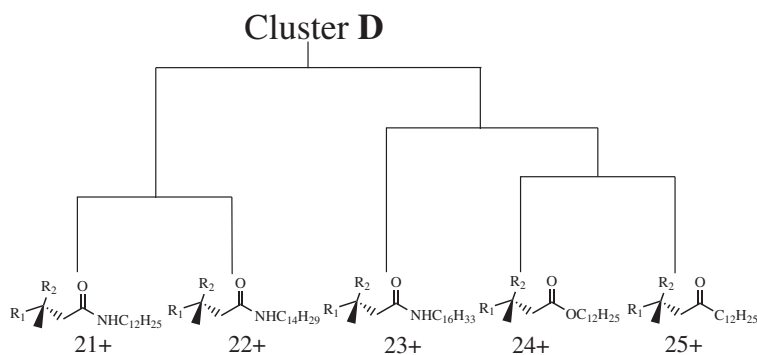 Cluster D
R₂ O R₁ NHC₁₂H₂₅
R₂ O R₁ NHC₁₄H₂₉
R₂ O R₁ NHC₁₆H₃₃
R₂ O R₁ OC₁₂H₂₅
R₂ O R₁ C₁₂H₂₅
21+ 22+ 23+ 24+ 25+